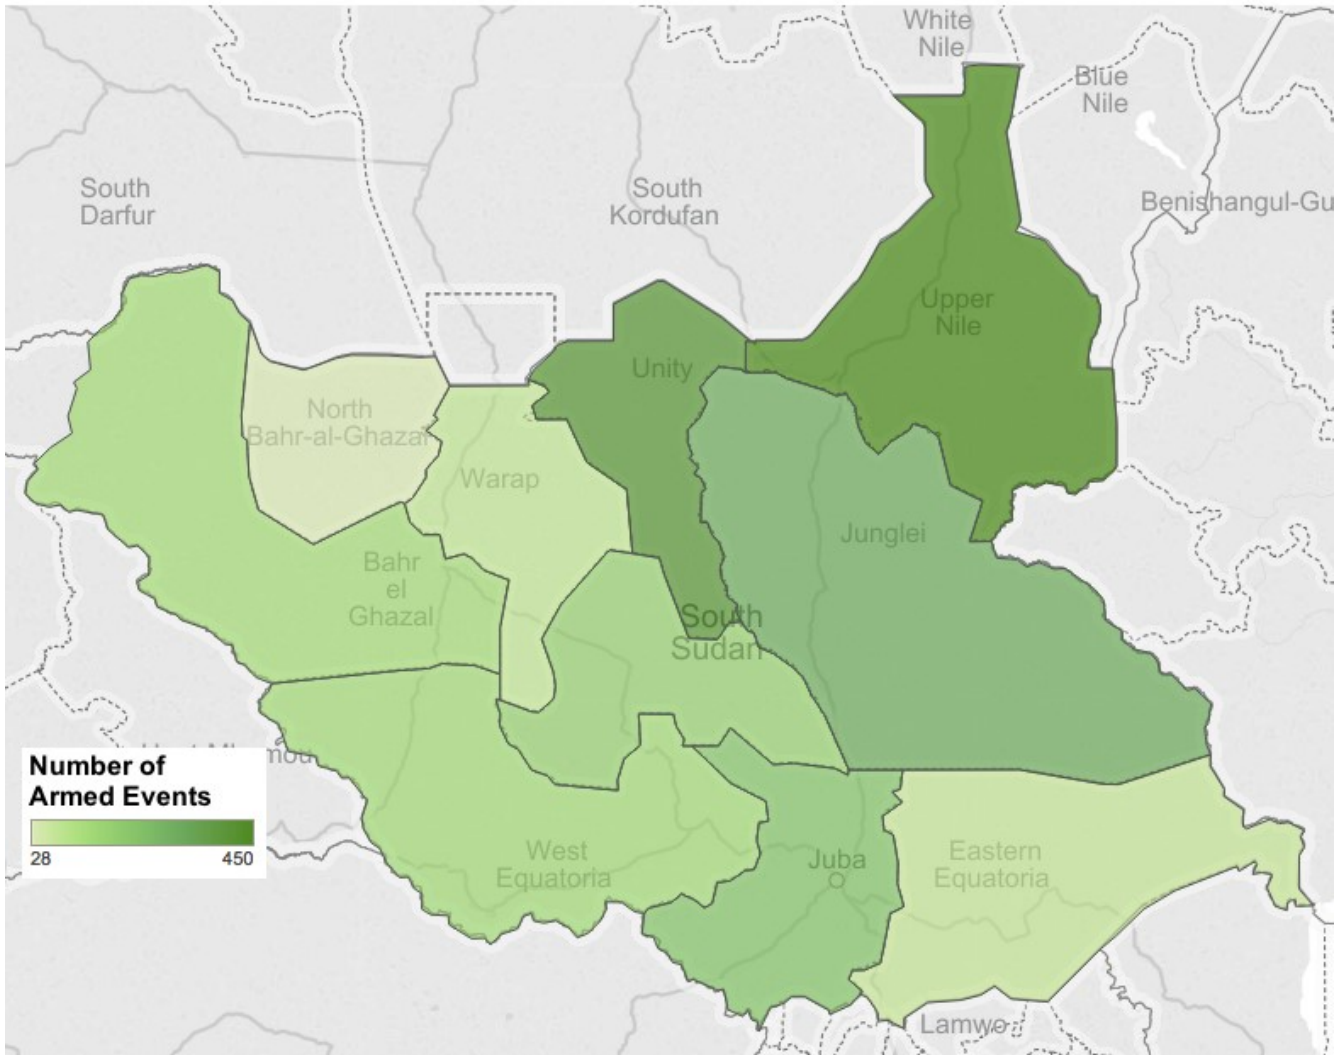 White
Nile
Blue
Nile
South
Darfur
South
Kordufan
Benishangul-Gu
Upper
Nile
Unity
North
Bahr-al-Ghazal
Warap
Junglei
Bahr
el
Ghazal
South
Sudan
Number of
Armed Events
28 450
West
Equatoria
Juba
Eastern
Equatoria
Lamwo